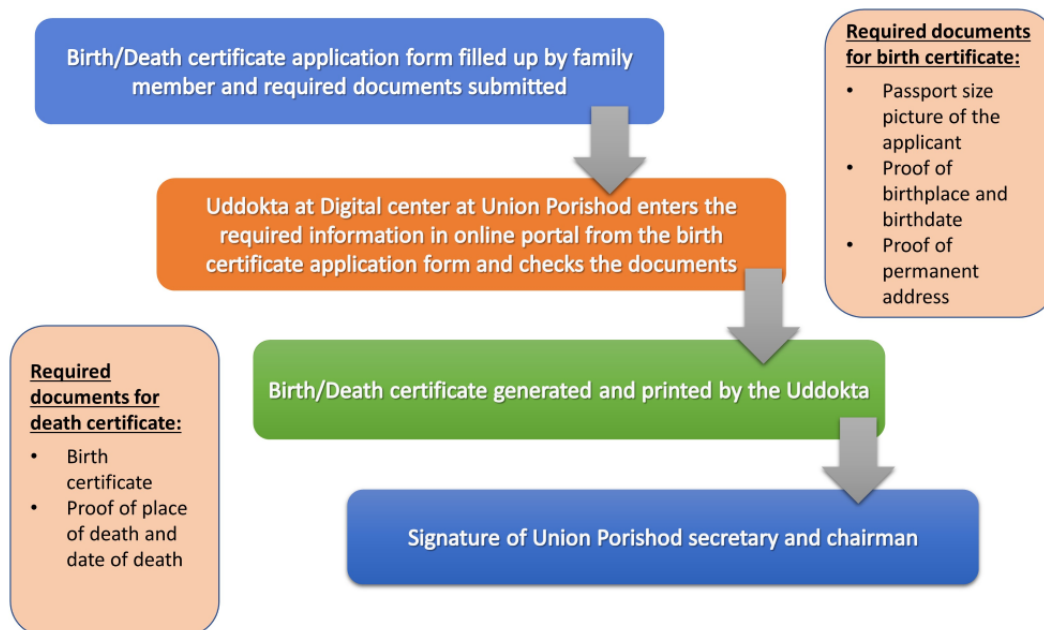 Birth/Death certificate application form filled up by family
member and required documents submitted
Required documents
for birth certificate:
• Passport size
picture of the
applicant
• Proof of
birthplace and
birthdate
• Proof of
permanent
address
Uddokta at Digital center at Union Porishod enters the
required information in online portal from the birth
certificate application form and checks the documents
Required
documents for
death certificate:
• Birth
certificate
• Proof of place
of death and
date of death
Birth/Death certificate generated and printed by the Uddokta
Signature of Union Porishod secretary and chairman